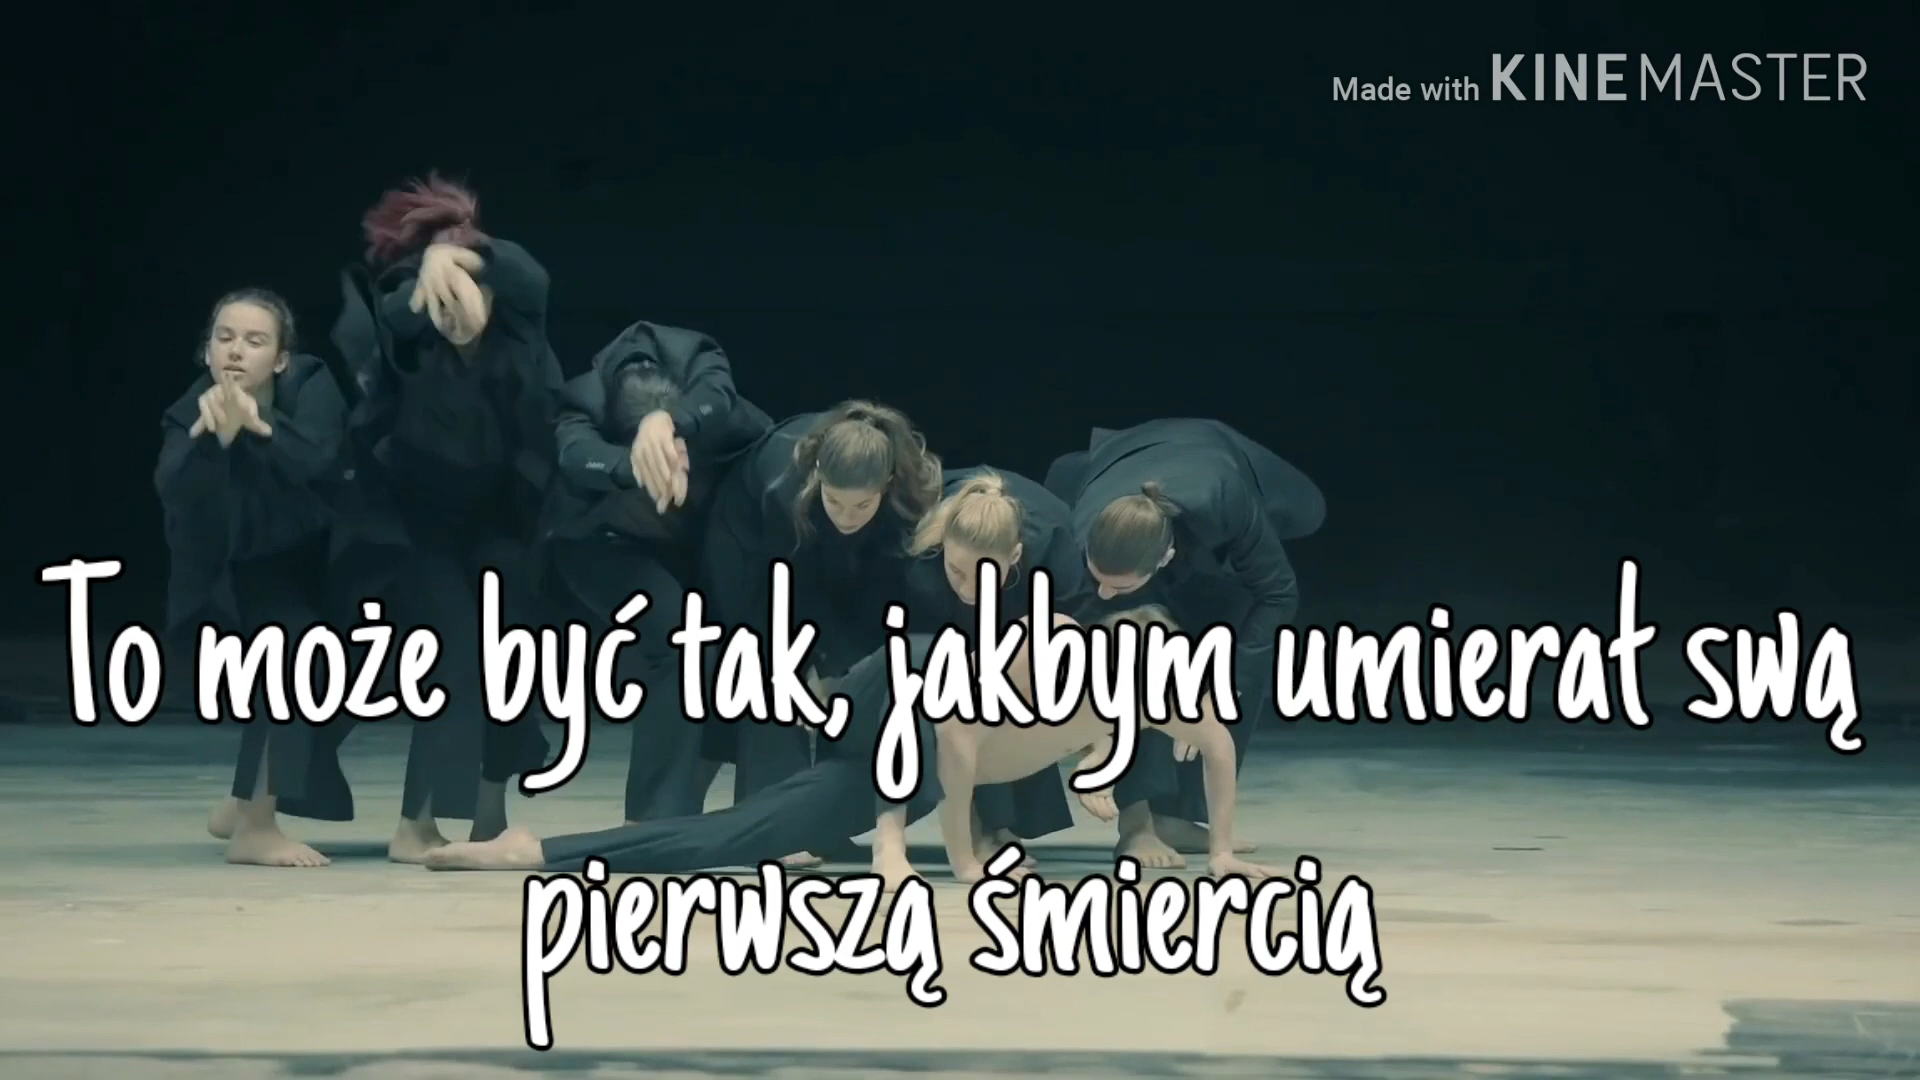 Made with KINEMASTER
To może być tak, jakbym umierał swą
pierwszą śmiercią